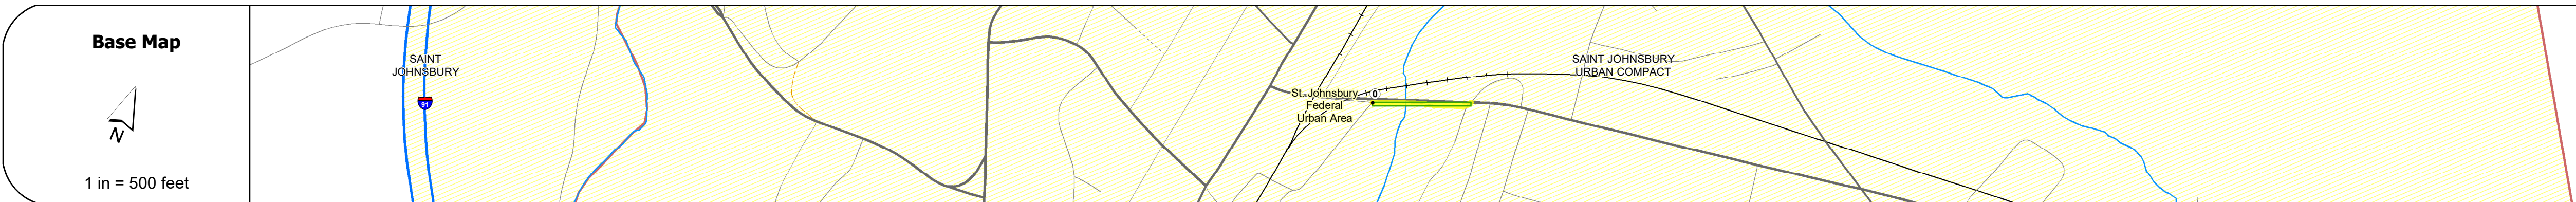 Base Map
N
1 in = 500 feet
SAINT
JOHNSBURY
91
St. Johnsbury
Federal
Urban Area
0
SAINT JOHNSBURY
URBAN COMPACT